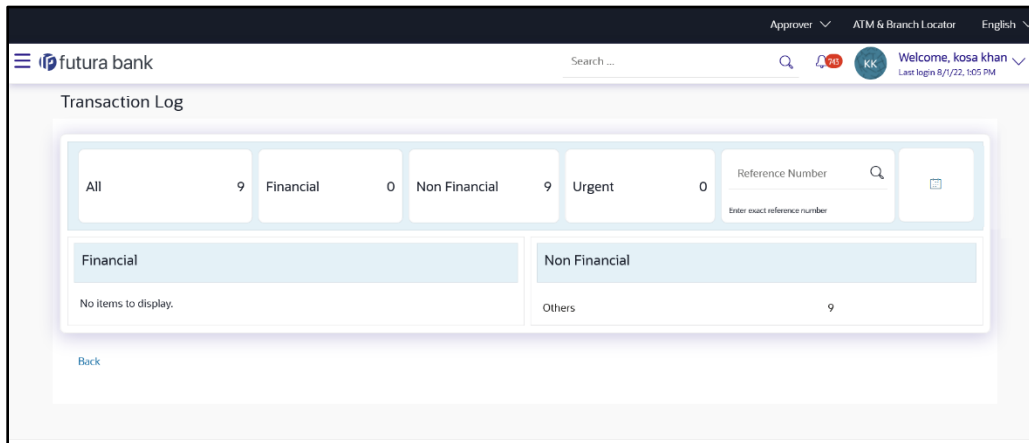 Approver ATM & Branch Locator English
futura bank Search ... 743 KK Welcome, kosa khan
Last login 8/1/22, 1:05 PM
Transaction Log
All 9 Financial 0 Non Financial 9 Urgent 0 Reference Number
Enter exact reference number
Financial Non Financial
No items to display. Others 9
Back